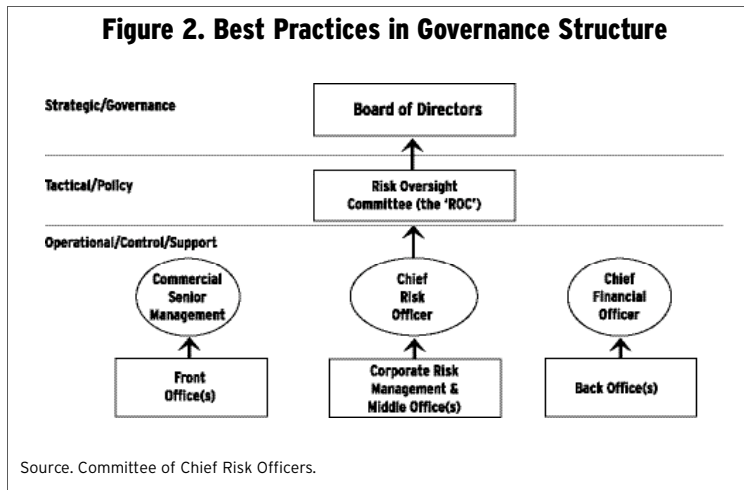 Figure 2. Best Practices in Governance Structure
Strategic/Governance
Board of Directors
Tactical/Policy
Risk Oversight
Committee (the 'ROC')
Operational/Control/Support
Commercial
Senior
Management
Chief
Risk
Officer
Chief
Financial
Officer
Front
Office(s)
Corporate Risk
Management &
Middle Office(s)
Back Office(s)
Source. Committee of Chief Risk Officers.